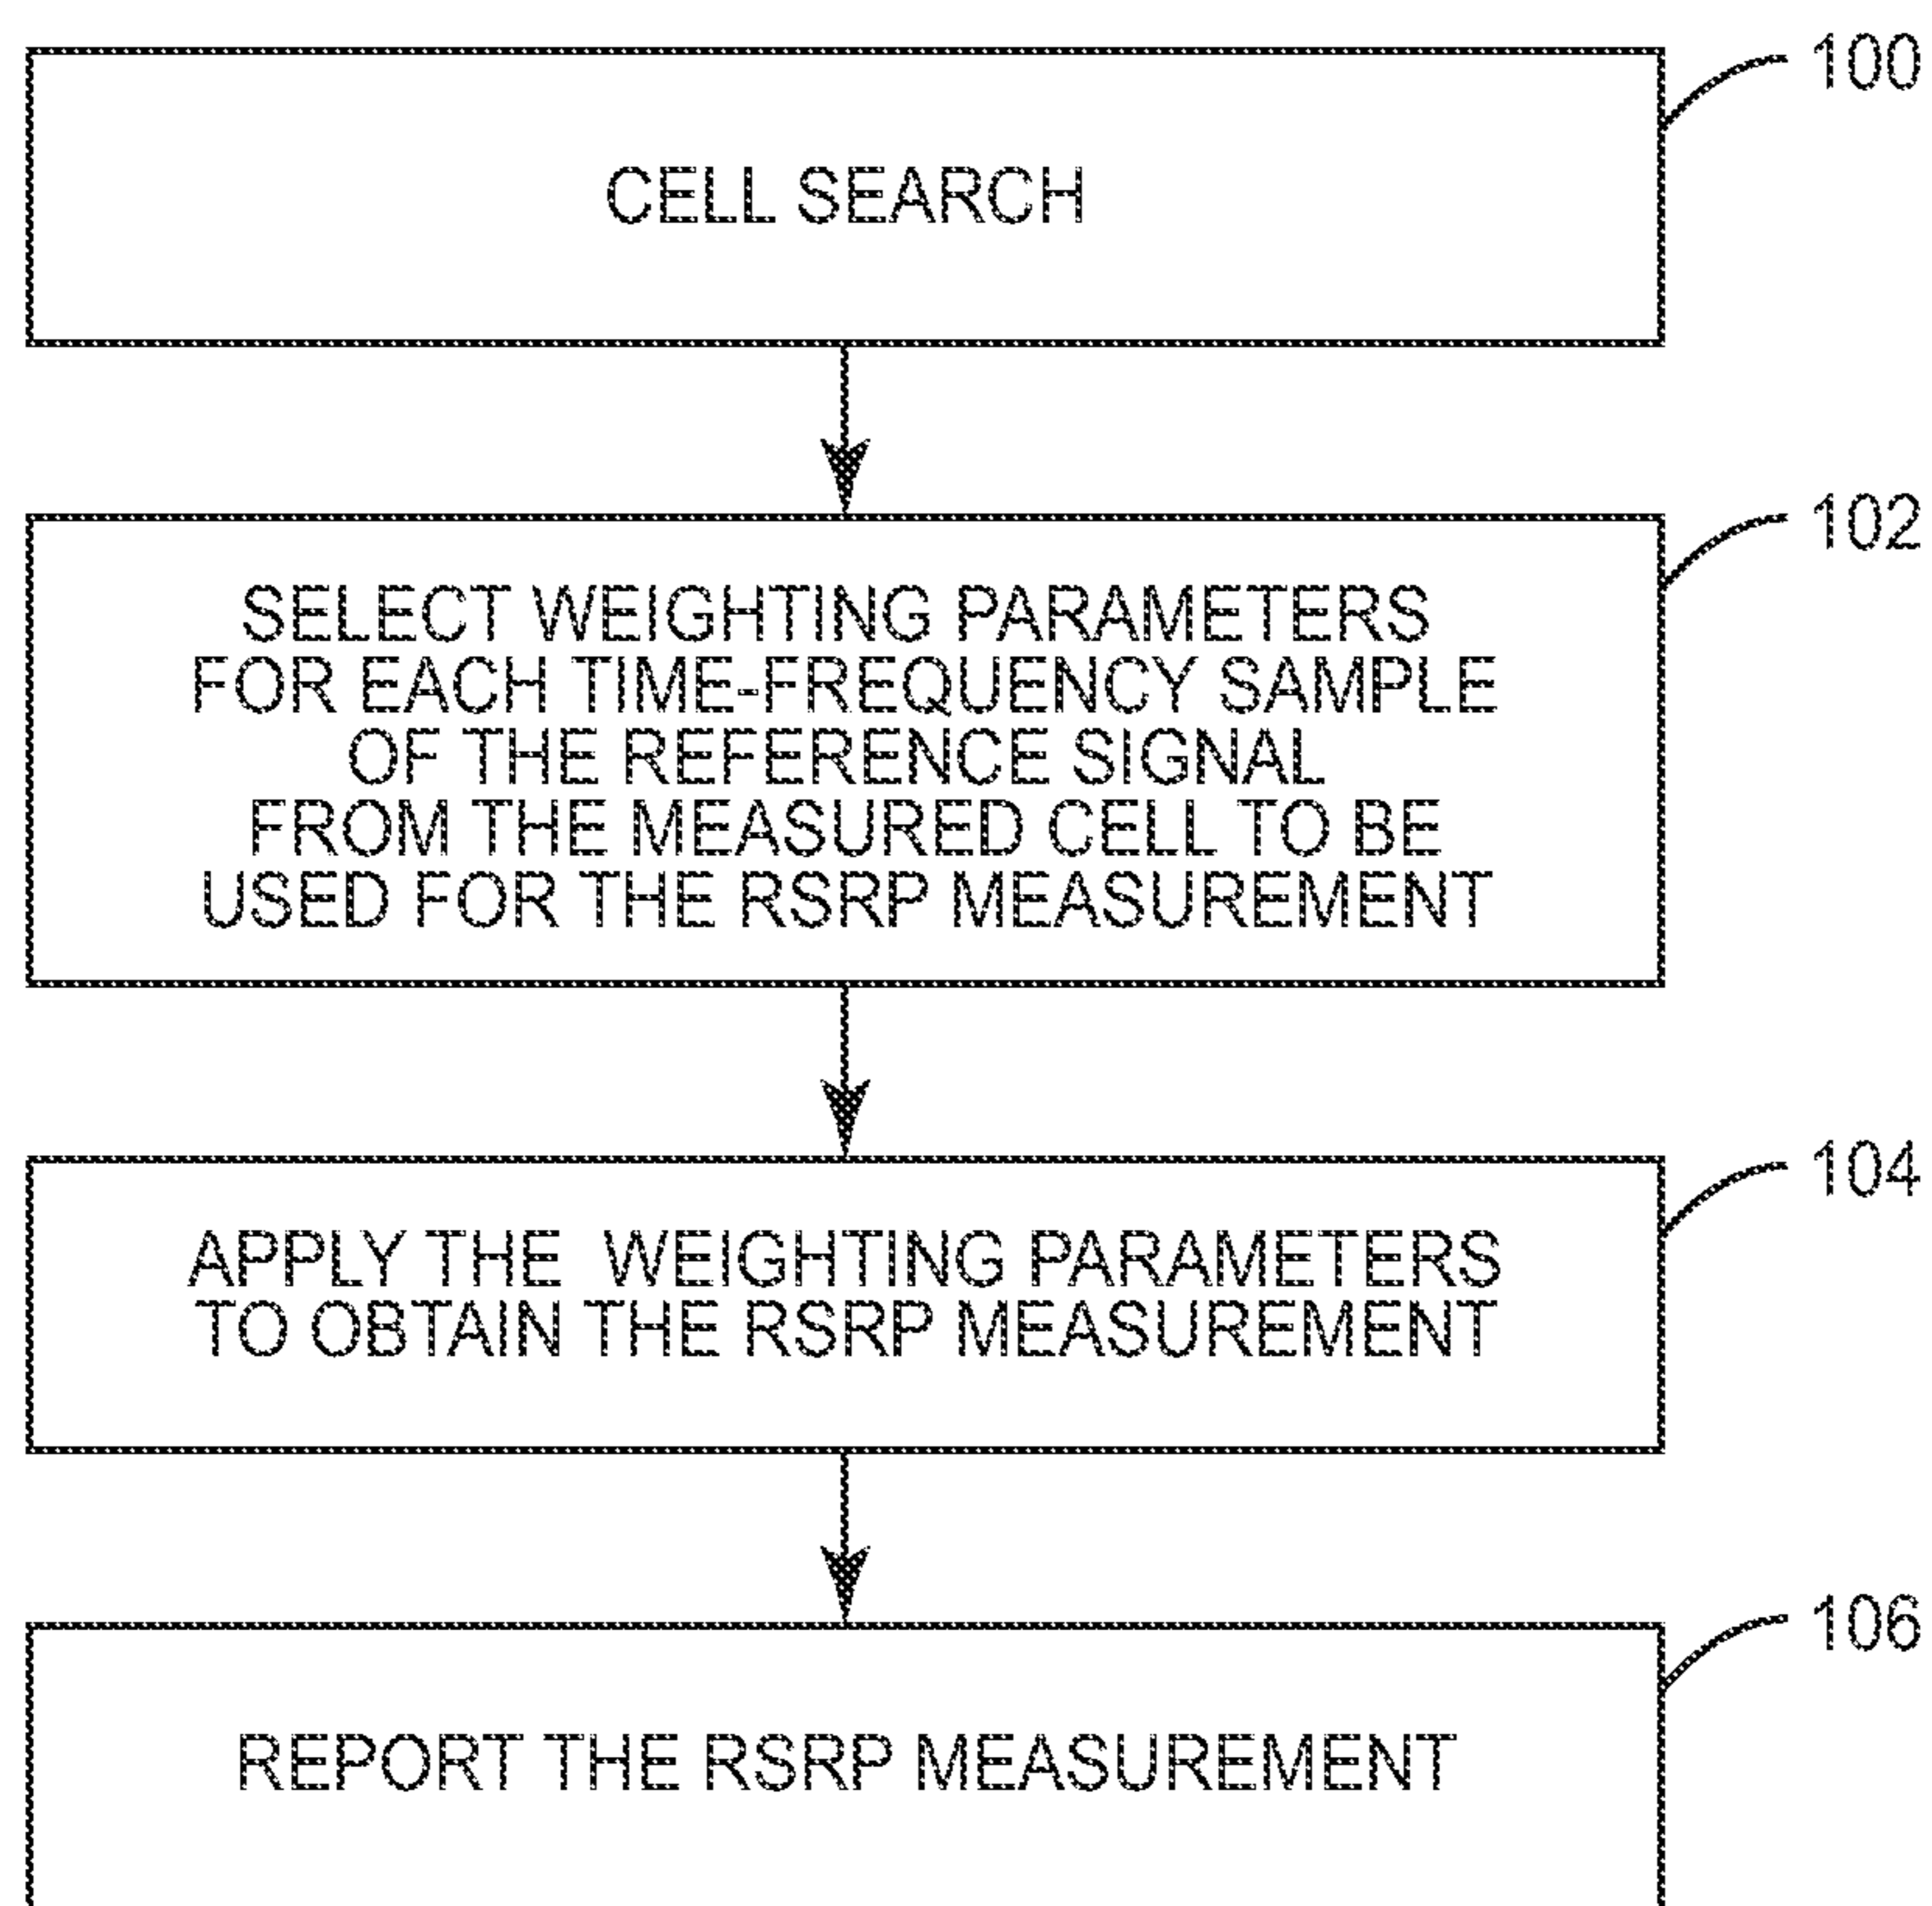 100
CELL SEARCH
102
SELECT WEIGHTING PARAMETERS
FOR EACH TIME-FREQUENCY SAMPLE
OF THE REFERENCE SIGNAL
FROM THE MEASURED CELL TO BE
USED FOR THE RSRP MEASUREMENT
104
APPLY THE WEIGHTING PARAMETERS
TO OBTAIN THE RSRP MEASUREMENT
106
REPORT THE RSRP MEASUREMENT